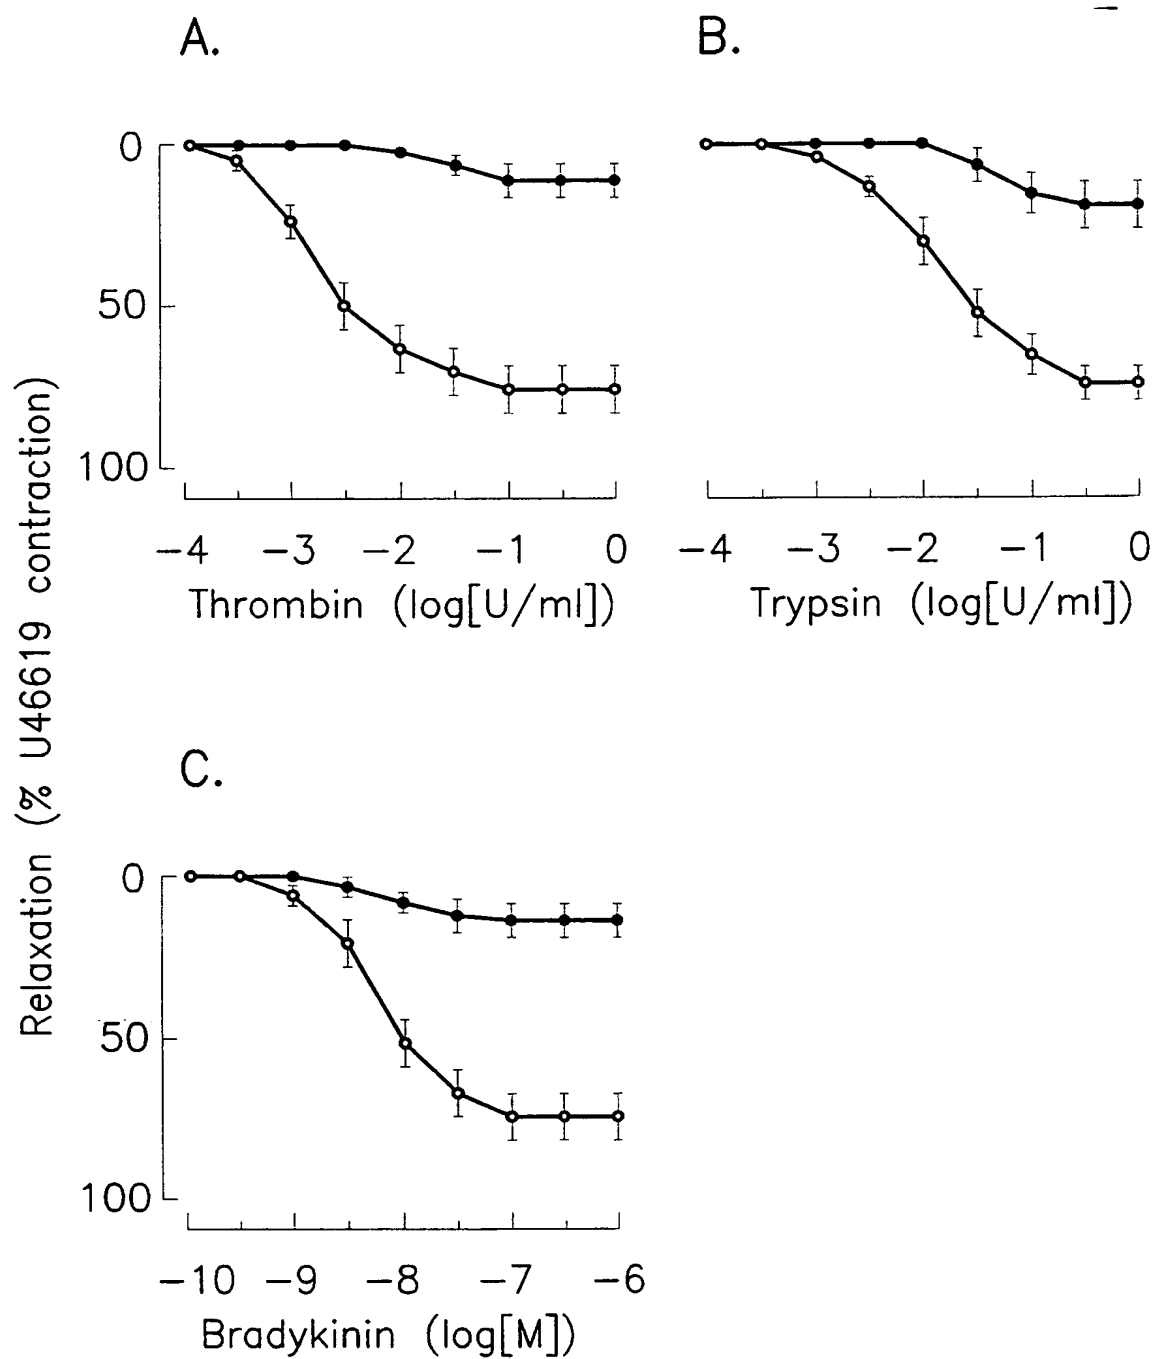 A.
B.
0
50
100
−4 −3 −2 −1 0
Thrombin (log[U/ml])
−4 −3 −2 −1 0
Trypsin (log[U/ml])
Relaxation (% U46619 contraction)
C.
0
50
100
−10 −9 −8 −7 −6
Bradykinin (log[M])